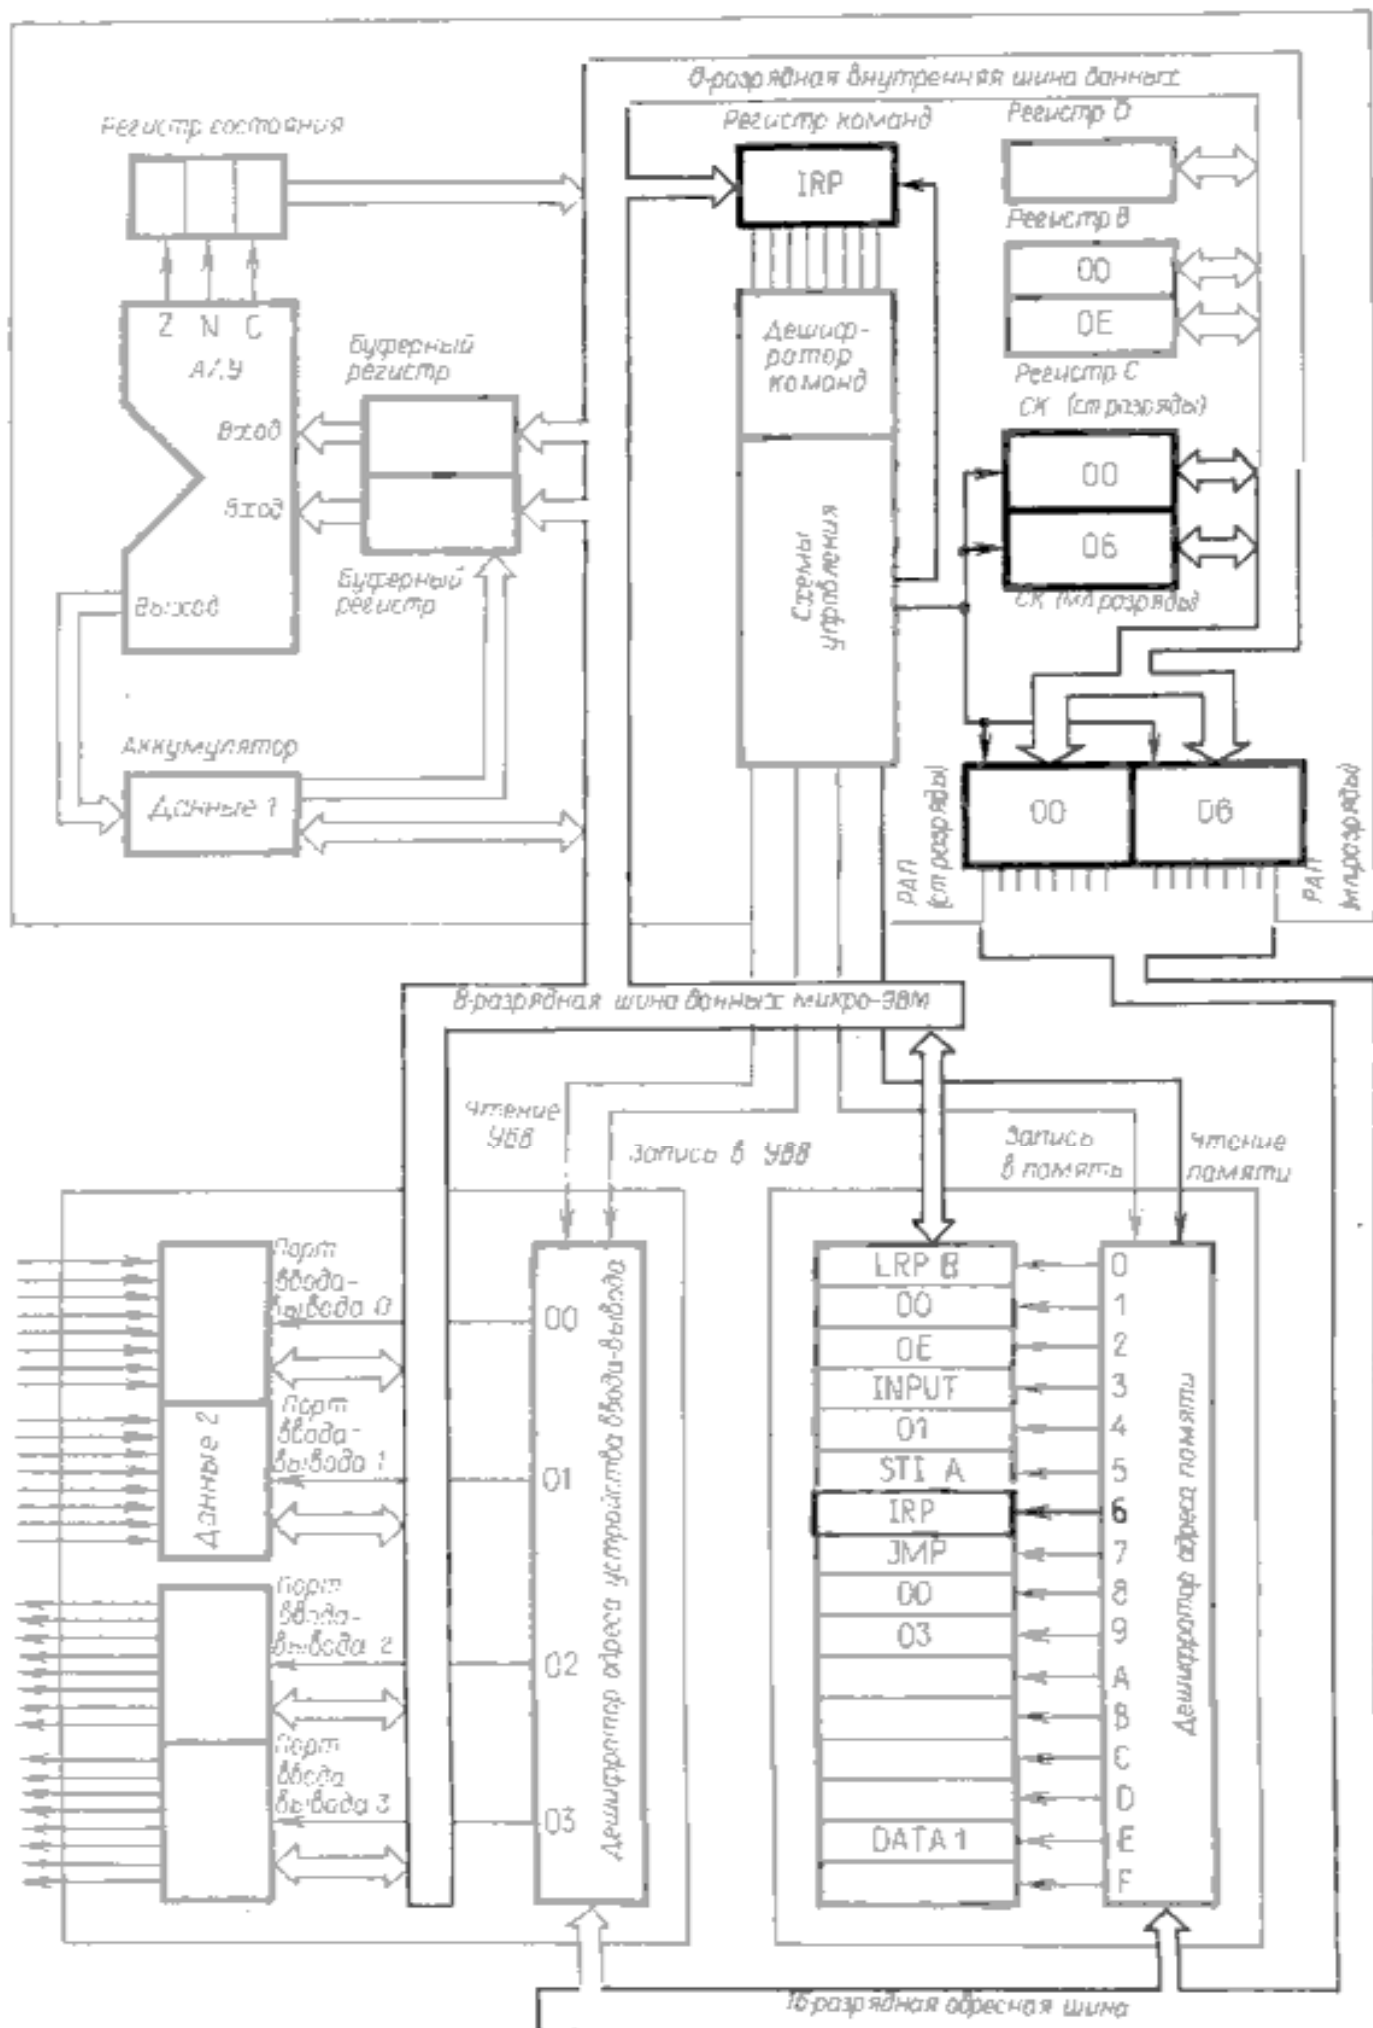 8-разрядная внутренняя шина данных
Регистр состояния
Регистр команд
Регистр D
IRP
Регистр B
00
0E
Регистр C
Z N C
АЛУ
Вход
Вход
Выход
Буферный
регистр
Буферный
регистр
Дешиф-
ратор
команд
Схемы
управления
СК (ст. разряды)
00
06
СК (мл. разряды)
Аккумулятор
Данные 1
РАП
(ст. разряды)
00
06
РАП
(мл. разряды)
8-разрядная шина данных микро-ЭВМ
Чтение
УВВ
Запись в УВВ
Запись
в память
Чтение
памяти
Порт
ввода-
вывода 0
Порт
ввода-
вывода 1
Данные 2
Порт
ввода-
вывода 2
Порт
ввода
вывода 3
00
01
02
03
Дешифратор адреса устройства ввода-вывода
LRP B 0
00 1
0E 2
INPUT 3
01 4
STI A 5
IRP 6
JMP 7
00 8
03 9
A
B
C
D
DATA 1 E
F
Дешифратор адреса памяти
16-разрядная адресная шина